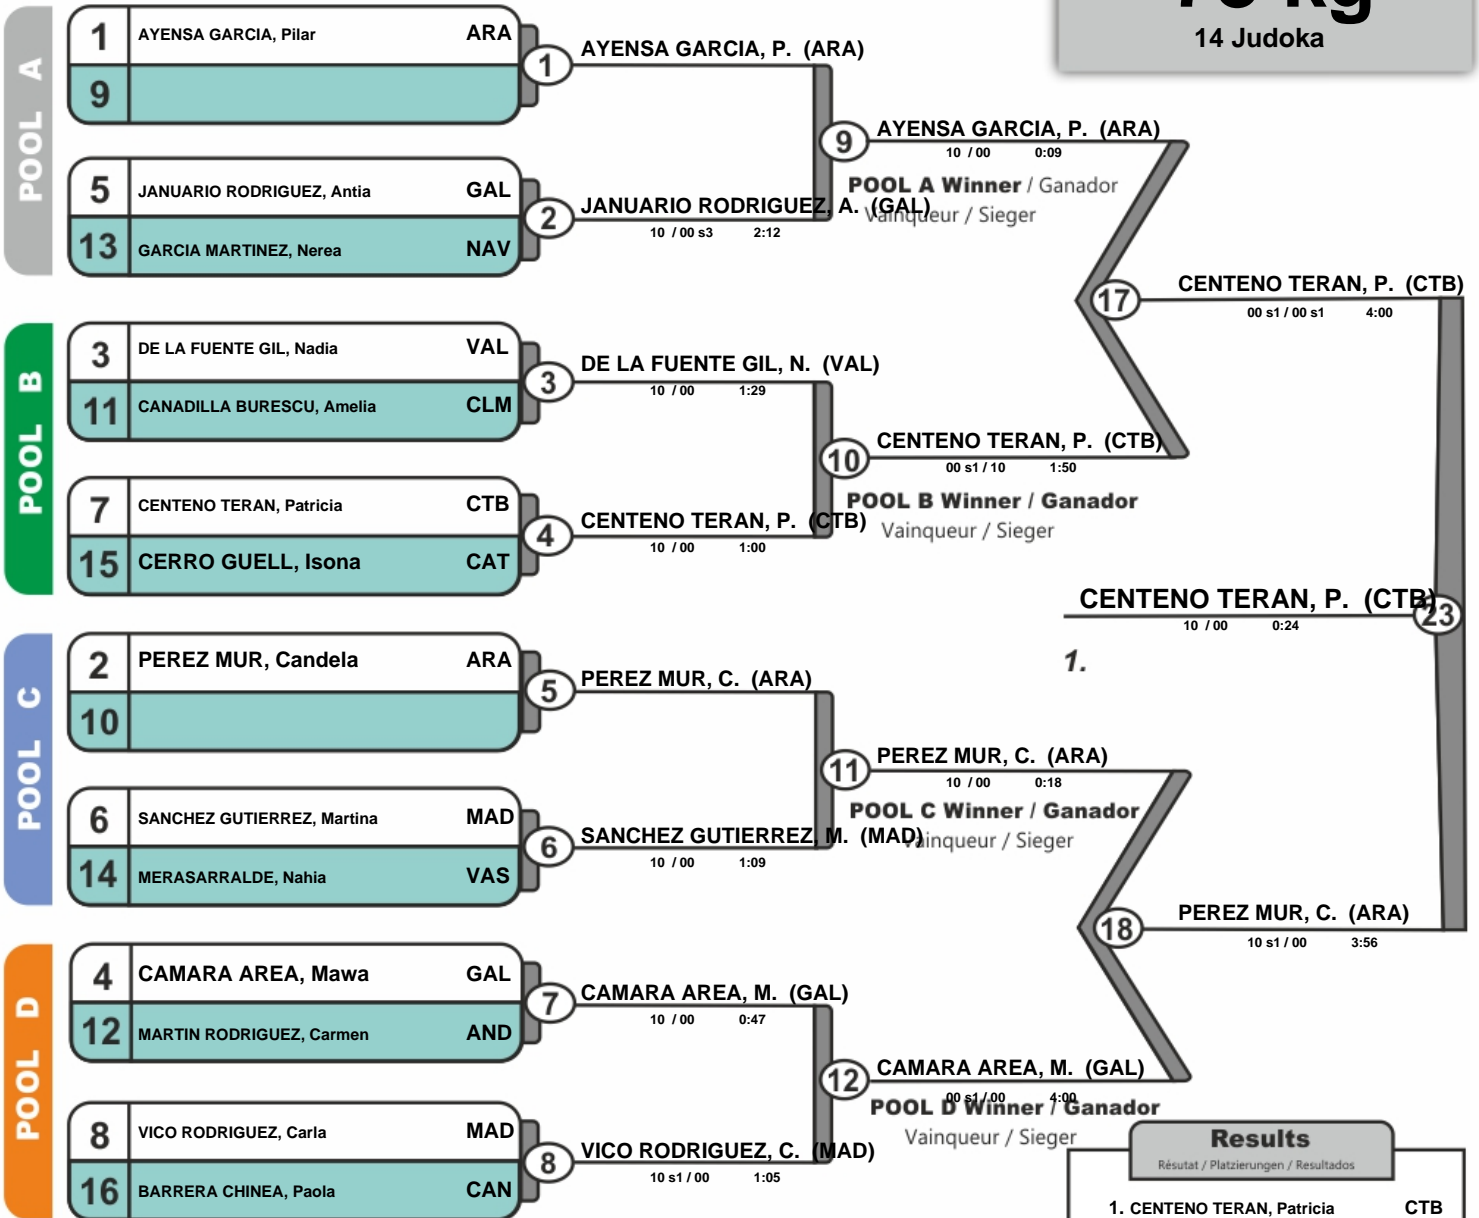 14 Judoka
POOL A
1 AYENSA GARCIA, Pilar ARA
9
1
AYENSA GARCIA, P. (ARA)
5 JANUARIO RODRIGUEZ, Antia GAL
13 GARCIA MARTINEZ, Nerea NAV
2
JANUARIO RODRIGUEZ, A. (GAL)
10 / 00 s3 2:12
9
AYENSA GARCIA, P. (ARA)
10 / 00 0:09
POOL A Winner / Ganador
Vainqueur / Sieger
POOL B
3 DE LA FUENTE GIL, Nadia VAL
11 CANADILLA BURESCU, Amelia CLM
3
DE LA FUENTE GIL, N. (VAL)
10 / 00 1:29
7 CENTENO TERAN, Patricia CTB
15 CERRO GUELL, Isona CAT
4
CENTENO TERAN, P. (CTB)
10 / 00 1:00
10
CENTENO TERAN, P. (CTB)
00 s1 / 10 1:50
POOL B Winner / Ganador
Vainqueur / Sieger
17
CENTENO TERAN, P. (CTB)
00 s1 / 00 s1 4:00
CENTENO TERAN, P. (CTB)
23
10 / 00 0:24
1.
POOL C
2 PEREZ MUR, Candela ARA
10
5
PEREZ MUR, C. (ARA)
6 SANCHEZ GUTIERREZ, Martina MAD
14 MERASARRALDE, Nahia VAS
6
SANCHEZ GUTIERREZ, M. (MAD)
10 / 00 1:09
11
PEREZ MUR, C. (ARA)
10 / 00 0:18
POOL C Winner / Ganador
Vainqueur / Sieger
POOL D
4 CAMARA AREA, Mawa GAL
12 MARTIN RODRIGUEZ, Carmen AND
7
CAMARA AREA, M. (GAL)
10 / 00 0:47
8 VICO RODRIGUEZ, Carla MAD
16 BARRERA CHINEA, Paola CAN
8
VICO RODRIGUEZ, C. (MAD)
10 s1 / 00 1:05
12
CAMARA AREA, M. (GAL)
00 s1 / 00 4:00
POOL D Winner / Ganador
Vainqueur / Sieger
18
PEREZ MUR, C. (ARA)
10 s1 / 00 3:56
Results
Résutat / Platzierungen / Resultados
1. CENTENO TERAN, Patricia CTB